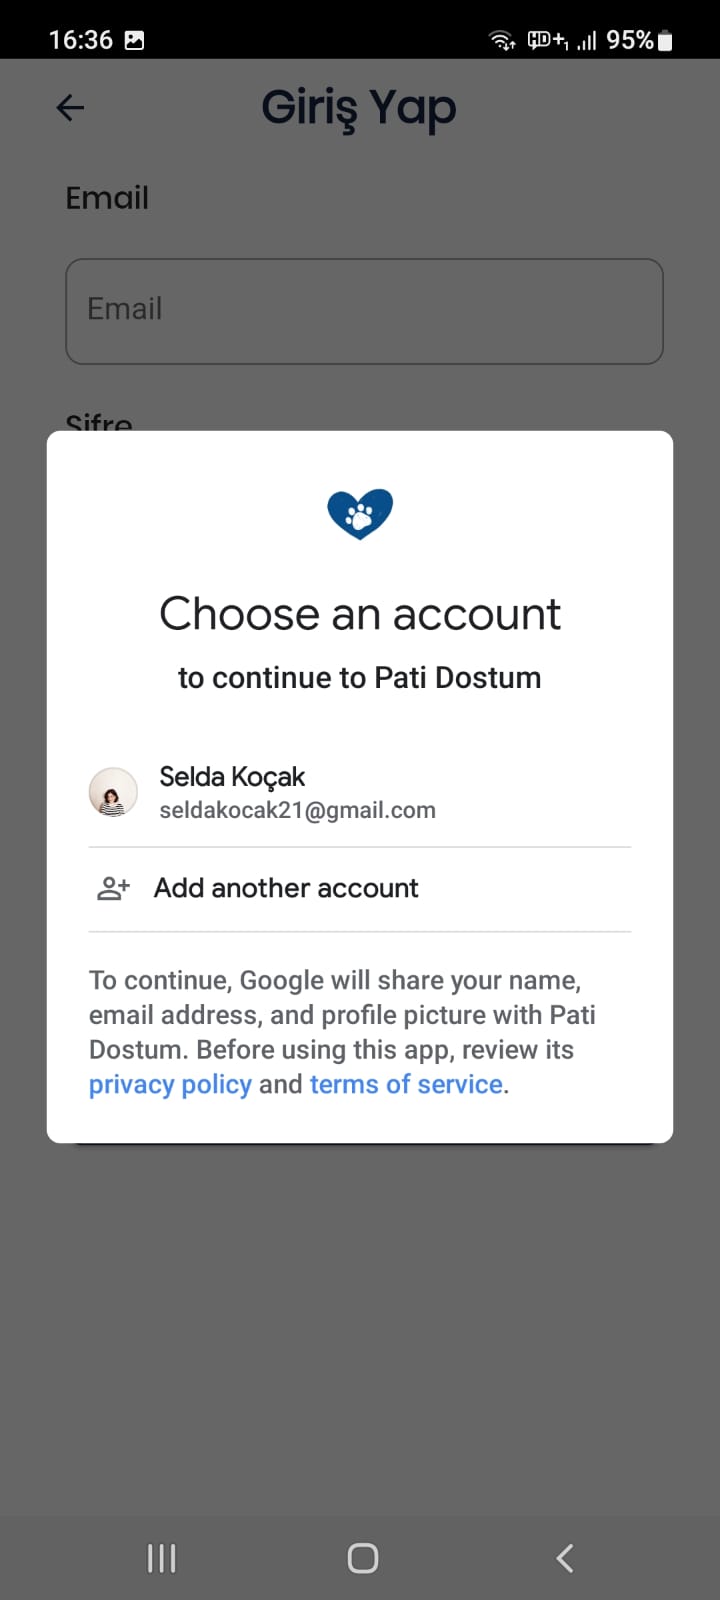 16:36
HD+1 95%
Giriş Yap
Email
Email
Şifre
Choose an account
to continue to Pati Dostum
Selda Koçak
seldakocak21@gmail.com
Add another account
To continue, Google will share your name,
email address, and profile picture with Pati
Dostum. Before using this app, review its
privacy policy and terms of service.